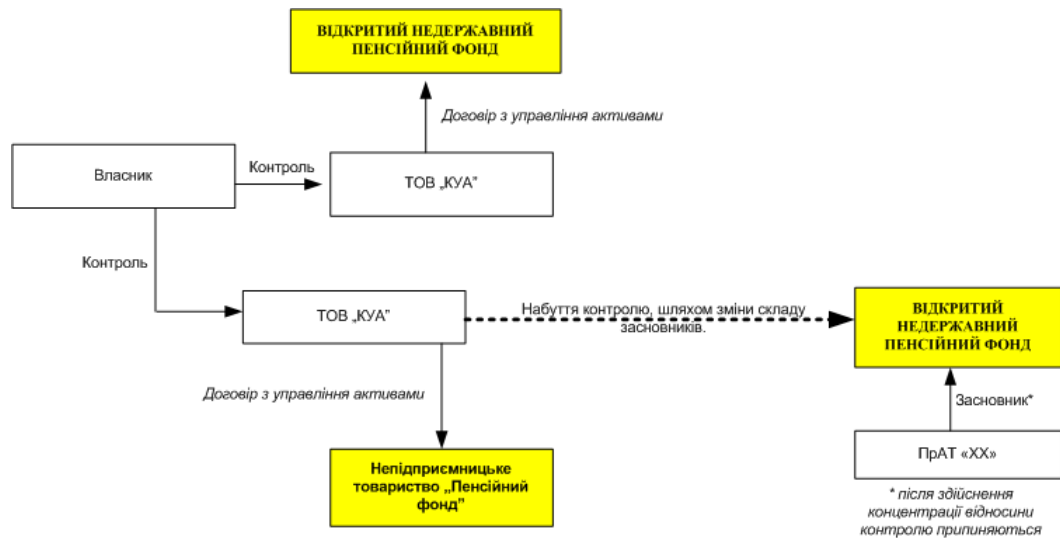 ВІДКРИТИЙ НЕДЕРЖАВНИЙ
ПЕНСІЙНИЙ ФОНД
Договір з управління активами
Власник
Контроль
ТОВ „КУА”
Контроль
ТОВ „КУА”
Набуття контролю, шляхом зміни складу
засновників.
ВІДКРИТИЙ
НЕДЕРЖАВНИЙ
ПЕНСІЙНИЙ ФОНД
Договір з управління активами
Засновник*
Непідприємницьке
товариство „Пенсійний
фонд”
ПрАТ «ХХ»
* після здійснення
концентрації відносини
контролю припиняються